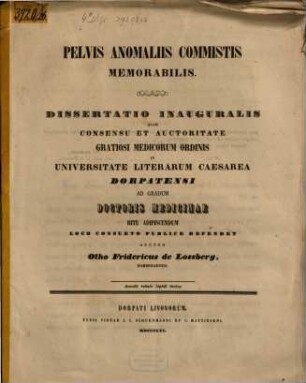 PELVIS ANOMALIIS COMMISTIS
MEMORABILIS.
DISSERTATIO INAUGURALIS
QUAM
CONSENSU ET AUCTORITATE
GRATIOSI MEDICORUM ORDINIS
IN
UNIVERSITATE LITERARUM CAESAREA
DORPATENSI
AD GRADUM
DOCTORIS MEDICINAE
RITE ADIPISCENDUM
LOCO CONSUETO PUBLICE DEFENDET
AUCTOR
Otho Fridericus de Lossberg,
DORPATI LIVONORUM.